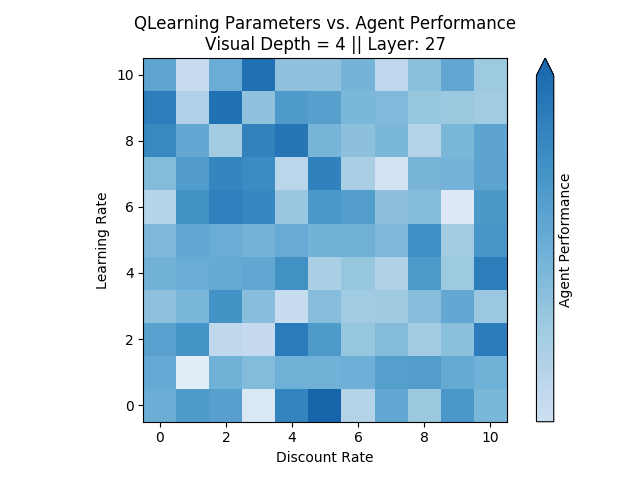 QLearning Parameters vs. Agent Performance
Visual Depth = 4 || Layer: 27
10
8
6
4
2
0
Learning Rate
0 2 4 6 8 10
Discount Rate
Agent Performance